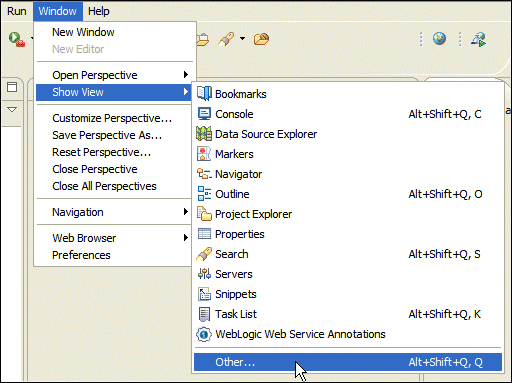 Run Window Help
New Window
New Editor
Open Perspective
Show View
Customize Perspective...
Save Perspective As...
Reset Perspective...
Close Perspective
Close All Perspectives
Navigation
Web Browser
Preferences
Bookmarks
Console Alt+Shift+Q, C
Data Source Explorer
Markers
Navigator
Outline Alt+Shift+Q, O
Project Explorer
Properties
Search Alt+Shift+Q, S
Servers
Snippets
Task List Alt+Shift+Q, K
WebLogic Web Service Annotations
Other... Alt+Shift+Q, Q